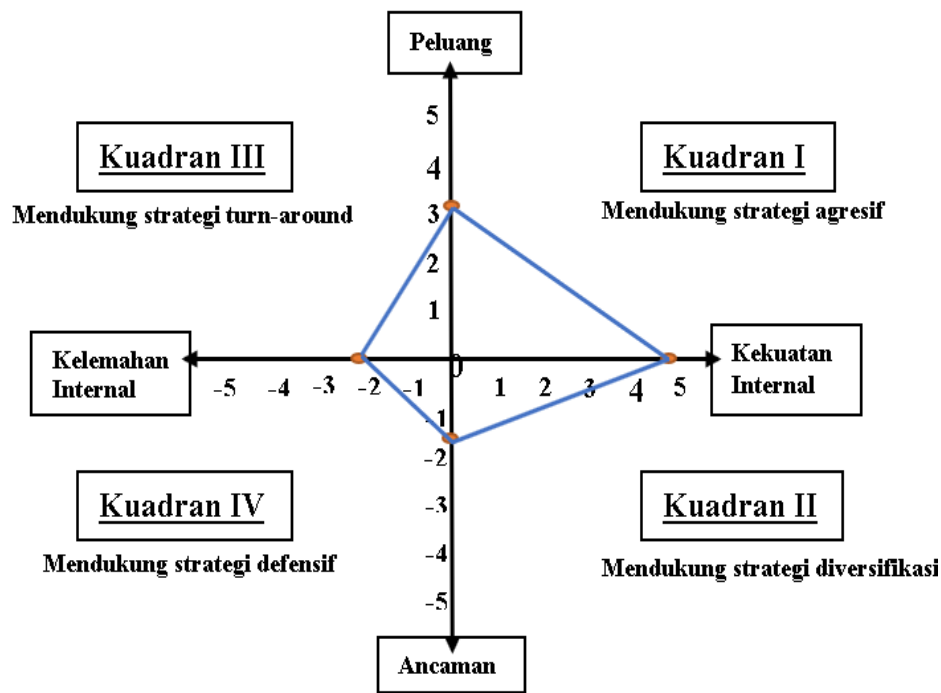 Peluang
5
Kuadran III
Kuadran I
4
Mendukung strategi turn-around
3
Mendukung strategi agresif
2
1
Kelemahan
Internal
0
Kekuatan
Internal
-5 -4 -3 -2 -1 1 2 3 4 5
-1
-2
Kuadran IV
-3
Kuadran II
Mendukung strategi defensif
-4
Mendukung strategi diversifikasi
-5
Ancaman